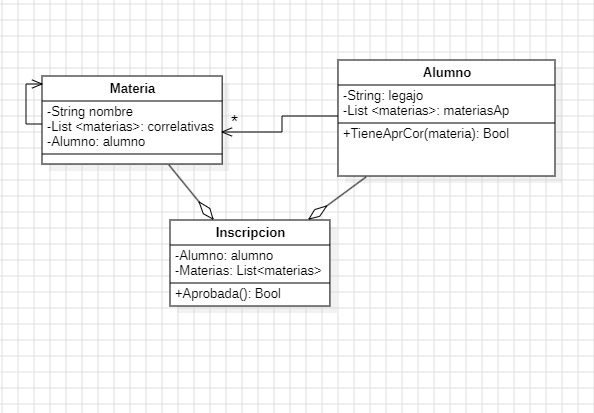 Materia
-String nombre
-List <materias>: correlativas
-Alumno: alumno
*
Alumno
-String: legajo
-List <materias>: materiasAp
+TieneAprCor(materia): Bool
Inscripcion
-Alumno: alumno
-Materias: List<materias>
+Aprobada(): Bool